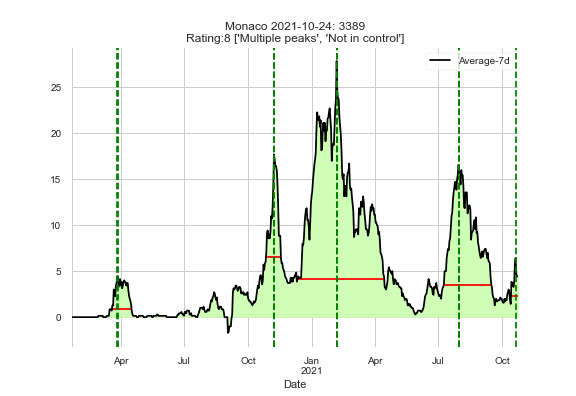 Monaco 2021-10-24: 3389
Rating:8 ['Multiple peaks', 'Not in control']
Average-7d
25
20
15
10
5
0
Apr
Jul
Oct
Jan
2021
Apr
Jul
Oct
Date